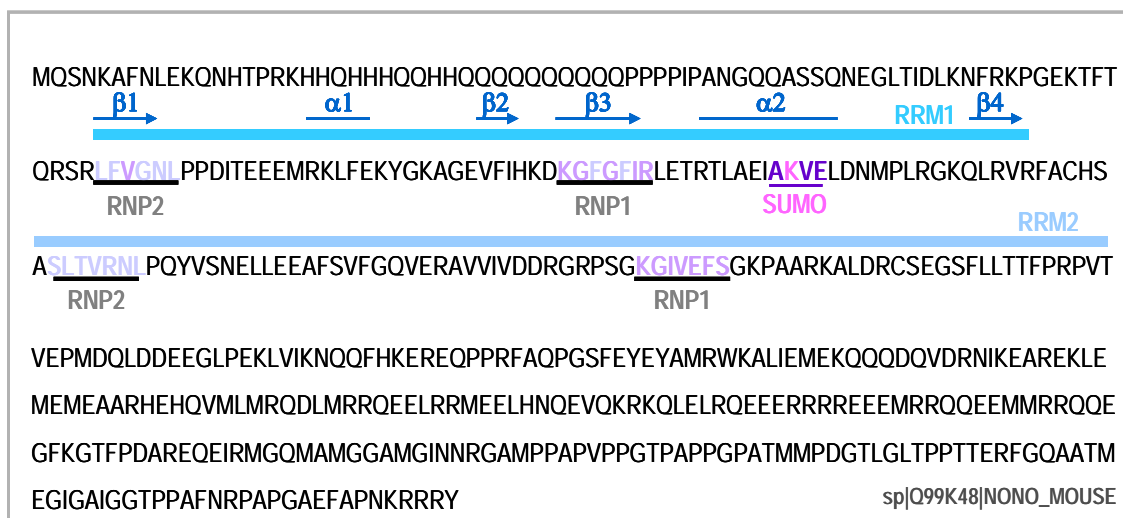 MQSNKAFNLEKQNHTPRKHHQHHHQQHHQQQQQQQQQQPPPPIPANGQQASSQNEGLTIDLKNFRKPGEKTFT
β1 α1 β2 β3 α2 RRM1 β4
QRSRLFVGNLPPDITEEEMRKLFEKYGKAGEVFIHKDKGFGFIRLETRTLAEIAKVELDNMPLRGKQLRVRFACHS
RNP2 RNP1 SUMO
RRM2
ASLTVRNLPQYVSNELLEEAFSVFGQVERAVVIVDDRGRPSGKGIVEFSGKPAARKALDRCSEGSFLLTTFPRPVT
RNP2 RNP1
VEPMDQLDDEEGLPEKLVIKNQQFHKEREQPPRFAQPGSFEYEYAMRWKALIEMEKQQQDQVDRNIKEAREKLE
MEMEAARHEHQVMLMRQDLMRRQEELRRMEELHNQEVQKRKQLELRQEEERRRREEEMRRQQEEMMRRQQE
GFKGTFPDAREQEIRMGQMAMGGAMGINNRGAMPPAPVPPGTPAPPGPATMMPDGTLGLTPPTTERFGQAATM
EGIGAIGGTPPAFNRPAPGAEFAPNKRRRY
sp|Q99K48|NONO_MOUSE